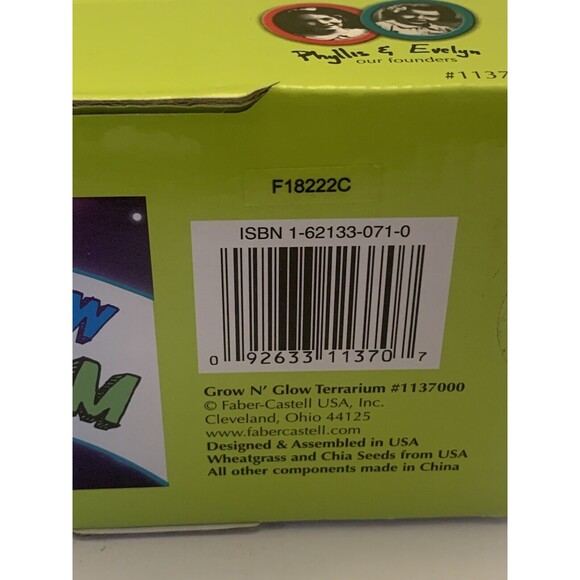 Phyllis & Evelyn
our founders
#1137
F18222C
ISBN 1-62133-071-0
0 92633 11370 7
W
M
Grow N' Glow Terrarium #1137000
© Faber-Castell USA, Inc.
Cleveland, Ohio 44125
www.fabercastell.com
Designed & Assembled in USA
Wheatgrass and Chia Seeds from USA
All other components made in China